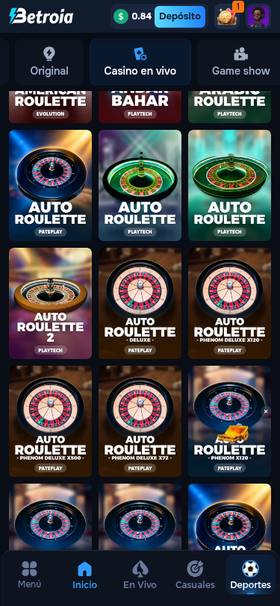 Betroia
$ 0.84 Depósito
1
Original
Casino en vivo
Game show
AMERICAN ROULETTE
EVOLUTION
BAHAR
PLAYTECH
ROULETTE
PLAYTECH
AUTO
ROULETTE
PATEPLAY
AUTO
ROULETTE
PLAYTECH
AUTO
ROULETTE
PLAYTECH
AUTO
ROULETTE
2
PLAYTECH
AUTO
ROULETTE
- DELUXE -
PATEPLAY
AUTO
ROULETTE
- PHENOM DELUXE X120 -
PATEPLAY
AUTO
ROULETTE
- PHENOM DELUXE X500 -
PATEPLAY
AUTO
ROULETTE
- PHENOM DELUXE X72 -
PATEPLAY
ROULETTE
- PHENOM X120 -
PATEPLAY
Menú
Inicio
En Vivo
Casuales
Deportes